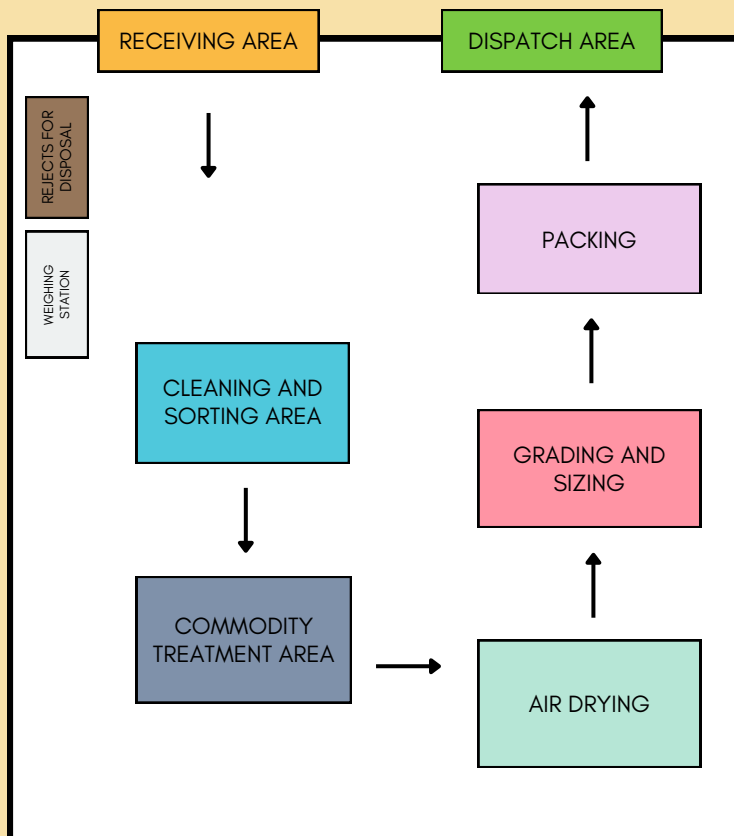 RECEIVING AREA
DISPATCH AREA
REJECTS FOR
DISPOSAL
WEIGHING
STATION
PACKING
CLEANING AND
SORTING AREA
GRADING AND
SIZING
COMMODITY
TREATMENT AREA
AIR DRYING